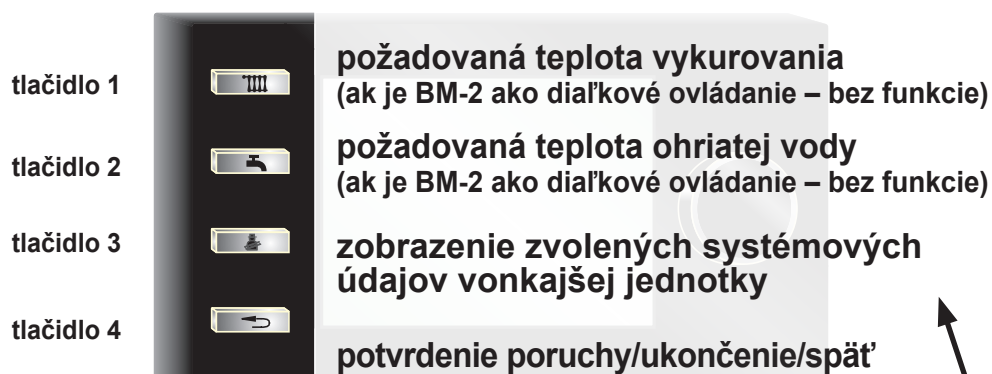 tlačidlo 1
požadovaná teplota vykurovania
(ak je BM-2 ako diaľkové ovládanie – bez funkcie)
tlačidlo 2
požadovaná teplota ohriatej vody
(ak je BM-2 ako diaľkové ovládanie – bez funkcie)
tlačidlo 3
zobrazenie zvolených systémových
údajov vonkajšej jednotky
tlačidlo 4
potvrdenie poruchy/ukončenie/späť